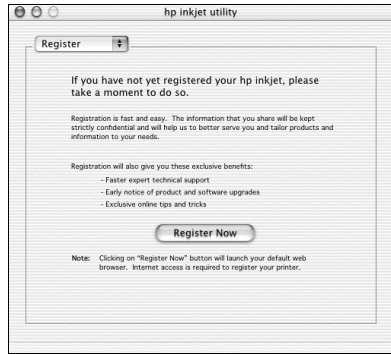 hp inkjet utility
Register
If you have not yet registered your hp inkjet, please
take a moment to do so.
Registration is fast and easy. The information that you share will be kept
strictly confidential and will help us to better serve you and tailor products and
information to your needs.
Registration will also give you these exclusive benefits:
- Faster expert technical support
- Early notice of product and software upgrades
- Exclusive online tips and tricks
Register Now
Note: Clicking on "Register Now" button will launch your default web
browser. Internet access is required to register your printer.